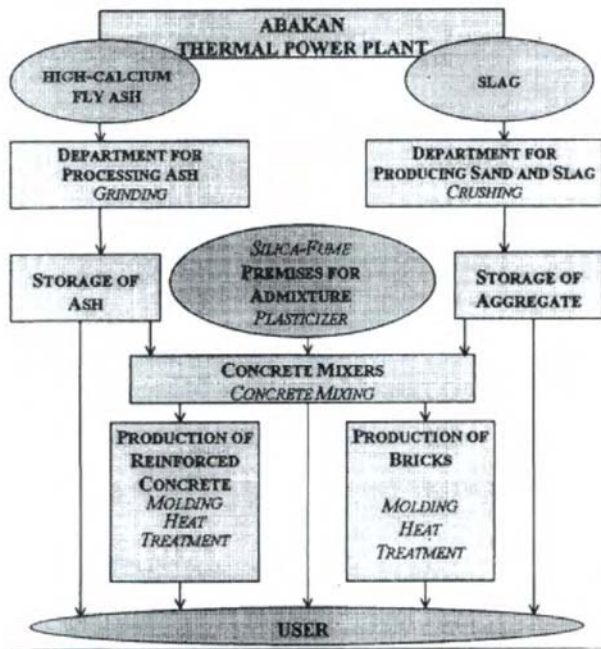 ABAKAN
THERMAL POWER PLANT
HIGH-CALCIUM
FLY ASH
SLAG
DEPARTMENT FOR
PROCESSING ASH
GRINDING
DEPARTMENT FOR
PRODUCING SAND AND SLAG
CRUSHING
STORAGE OF
ASH
SILICA-FUME
PREMISES FOR
ADMIXTURE
PLASTICIZER
STORAGE OF
AGGREGATE
CONCRETE MIXERS
CONCRETE MIXING
PRODUCTION OF
REINFORCED
CONCRETE
MOLDING
HEAT
TREATMENT
PRODUCTION OF
BRICKS
MOLDING
HEAT
TREATMENT
USER